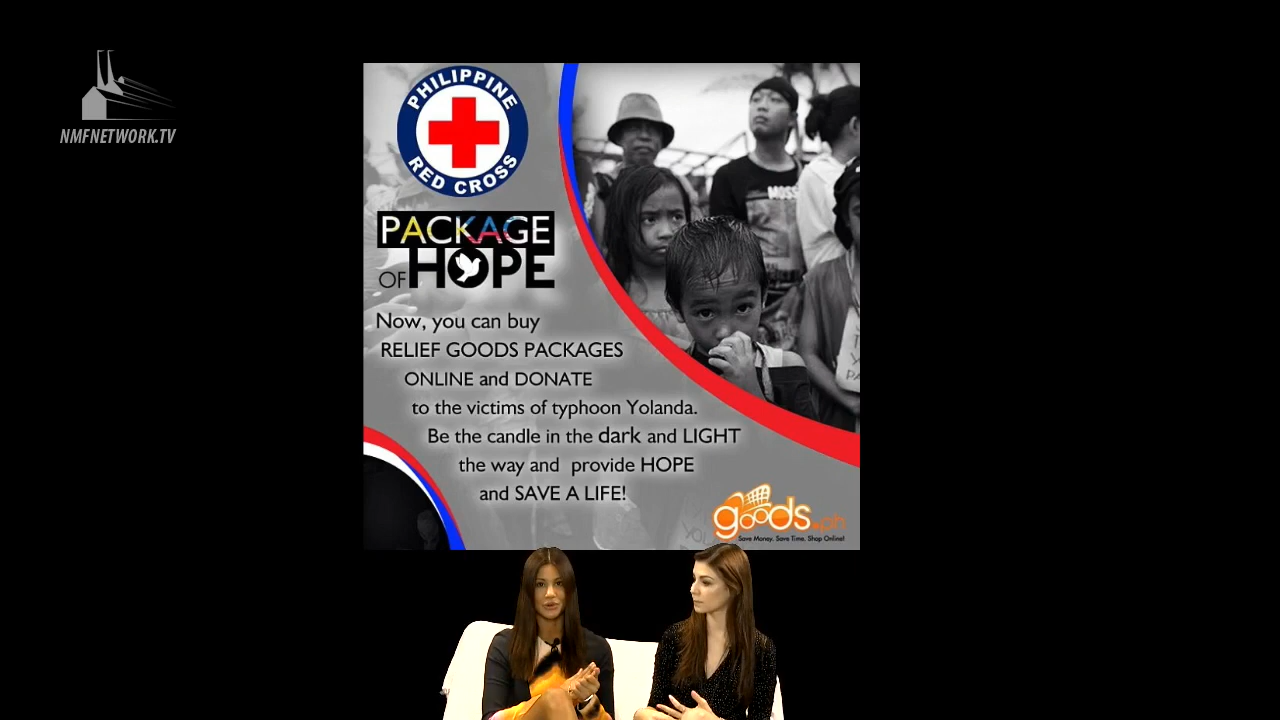 NMFNETWORK.TV
PHILIPPINE
RED CROSS
PACKAGE
OF HOPE
Now, you can buy
RELIEF GOODS PACKAGES
ONLINE and DONATE
to the victims of typhoon Yolanda.
Be the candle in the dark and LIGHT
the way and provide HOPE
and SAVE A LIFE!
MOSS
goods.ph
Save Money, Save Time, Shop Online!